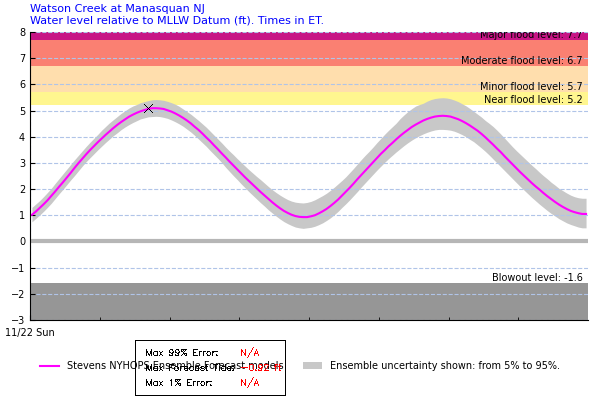 Watson Creek at Manasquan NJ
Water level relative to MLLW Datum (ft). Times in ET.
8
Major flood level: 7.7
7
Moderate flood level: 6.7
6
Minor flood level: 5.7
Near flood level: 5.2
5
4
3
2
1
0
−1
Blowout level: -1.6
−2
−3
11/22 Sun
Max 99% Error: N/A
Stevens NYHOPS Ensemble Forecast models
Ensemble uncertainty shown: from 5% to 95%.
Max Forecast Tide:
Max 1% Error: N/A